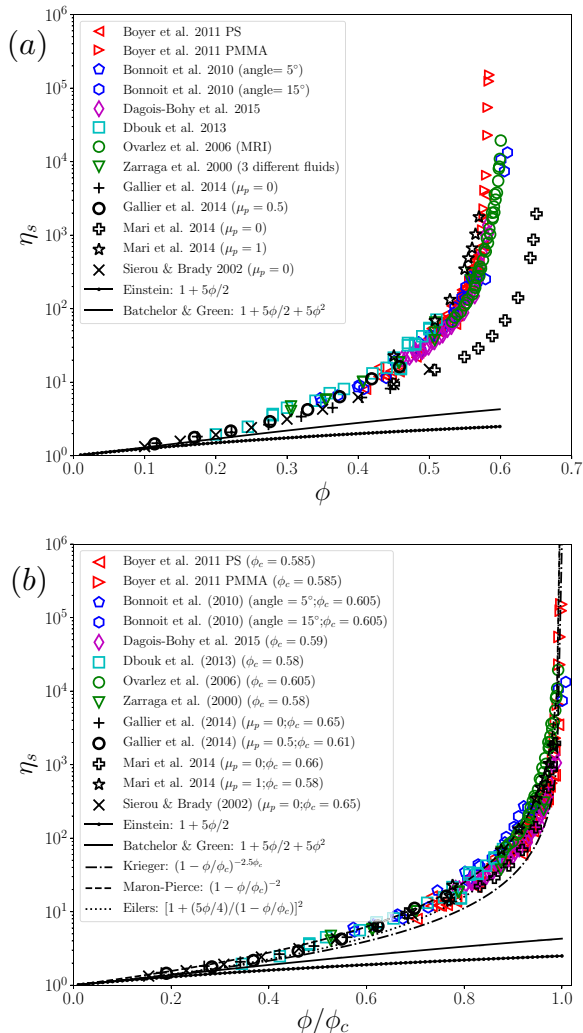 (a)
10^6
10^5
10^4
10^3
10^2
10^1
10^0
η_s
Boyer et al. 2011 PS
Boyer et al. 2011 PMMA
Bonnoit et al. 2010 (angle= 5°)
Bonnoit et al. 2010 (angle= 15°)
Dagois-Bohy et al. 2015
Dbouk et al. 2013
Ovarlez et al. 2006 (MRI)
Zarraga et al. 2000 (3 different fluids)
Gallier et al. 2014 (μ_p = 0)
Gallier et al. 2014 (μ_p = 0.5)
Mari et al. 2014 (μ_p = 0)
Mari et al. 2014 (μ_p = 1)
Sierou & Brady 2002 (μ_p = 0)
Einstein: 1 + 5ϕ/2
Batchelor & Green: 1 + 5ϕ/2 + 5ϕ^2
0.0 0.1 0.2 0.3 0.4 0.5 0.6 0.7
ϕ
(b)
10^6
10^5
10^4
10^3
10^2
10^1
10^0
η_s
Boyer et al. 2011 PS (ϕ_c = 0.585)
Boyer et al. 2011 PMMA (ϕ_c = 0.585)
Bonnoit et al. (2010) (angle = 5°;ϕ_c = 0.605)
Bonnoit et al. (2010) (angle = 15°;ϕ_c = 0.605)
Dagois-Bohy et al. 2015 (ϕ_c = 0.59)
Dbouk et al. (2013) (ϕ_c = 0.58)
Ovarlez et al. (2006) (ϕ_c = 0.605)
Zarraga et al. (2000) (ϕ_c = 0.58)
Gallier et al. (2014) (μ_p = 0;ϕ_c = 0.65)
Gallier et al. (2014) (μ_p = 0.5;ϕ_c = 0.61)
Mari et al. 2014 (μ_p = 0;ϕ_c = 0.66)
Mari et al. 2014 (μ_p = 1;ϕ_c = 0.58)
Sierou & Brady (2002) (μ_p = 0;ϕ_c = 0.65)
Einstein: 1 + 5ϕ/2
Batchelor & Green: 1 + 5ϕ/2 + 5ϕ^2
Krieger: (1 − ϕ/ϕ_c)^{−2.5ϕ_c}
Maron-Pierce: (1 − ϕ/ϕ_c)^{−2}
Eilers: [1 + (5ϕ/4)/(1 − ϕ/ϕ_c)]^2
0.0 0.2 0.4 0.6 0.8 1.0
ϕ/ϕ_c